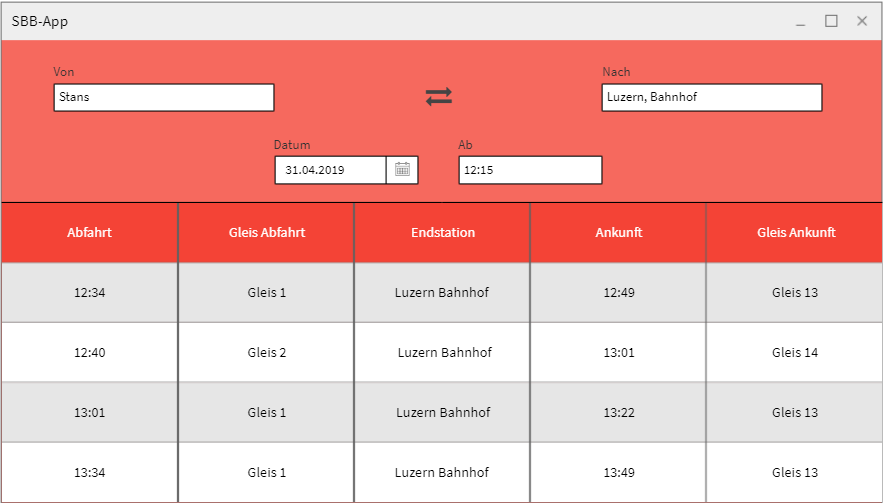 SBB-App
Von Nach
Stans Luzern, Bahnhof
Datum Ab
31.04.2019 12:15
Abfahrt Gleis Abfahrt Endstation Ankunft Gleis Ankunft
12:34 Gleis 1 Luzern Bahnhof 12:49 Gleis 13
12:40 Gleis 2 Luzern Bahnhof 13:01 Gleis 14
13:01 Gleis 1 Luzern Bahnhof 13:22 Gleis 13
13:34 Gleis 1 Luzern Bahnhof 13:49 Gleis 13